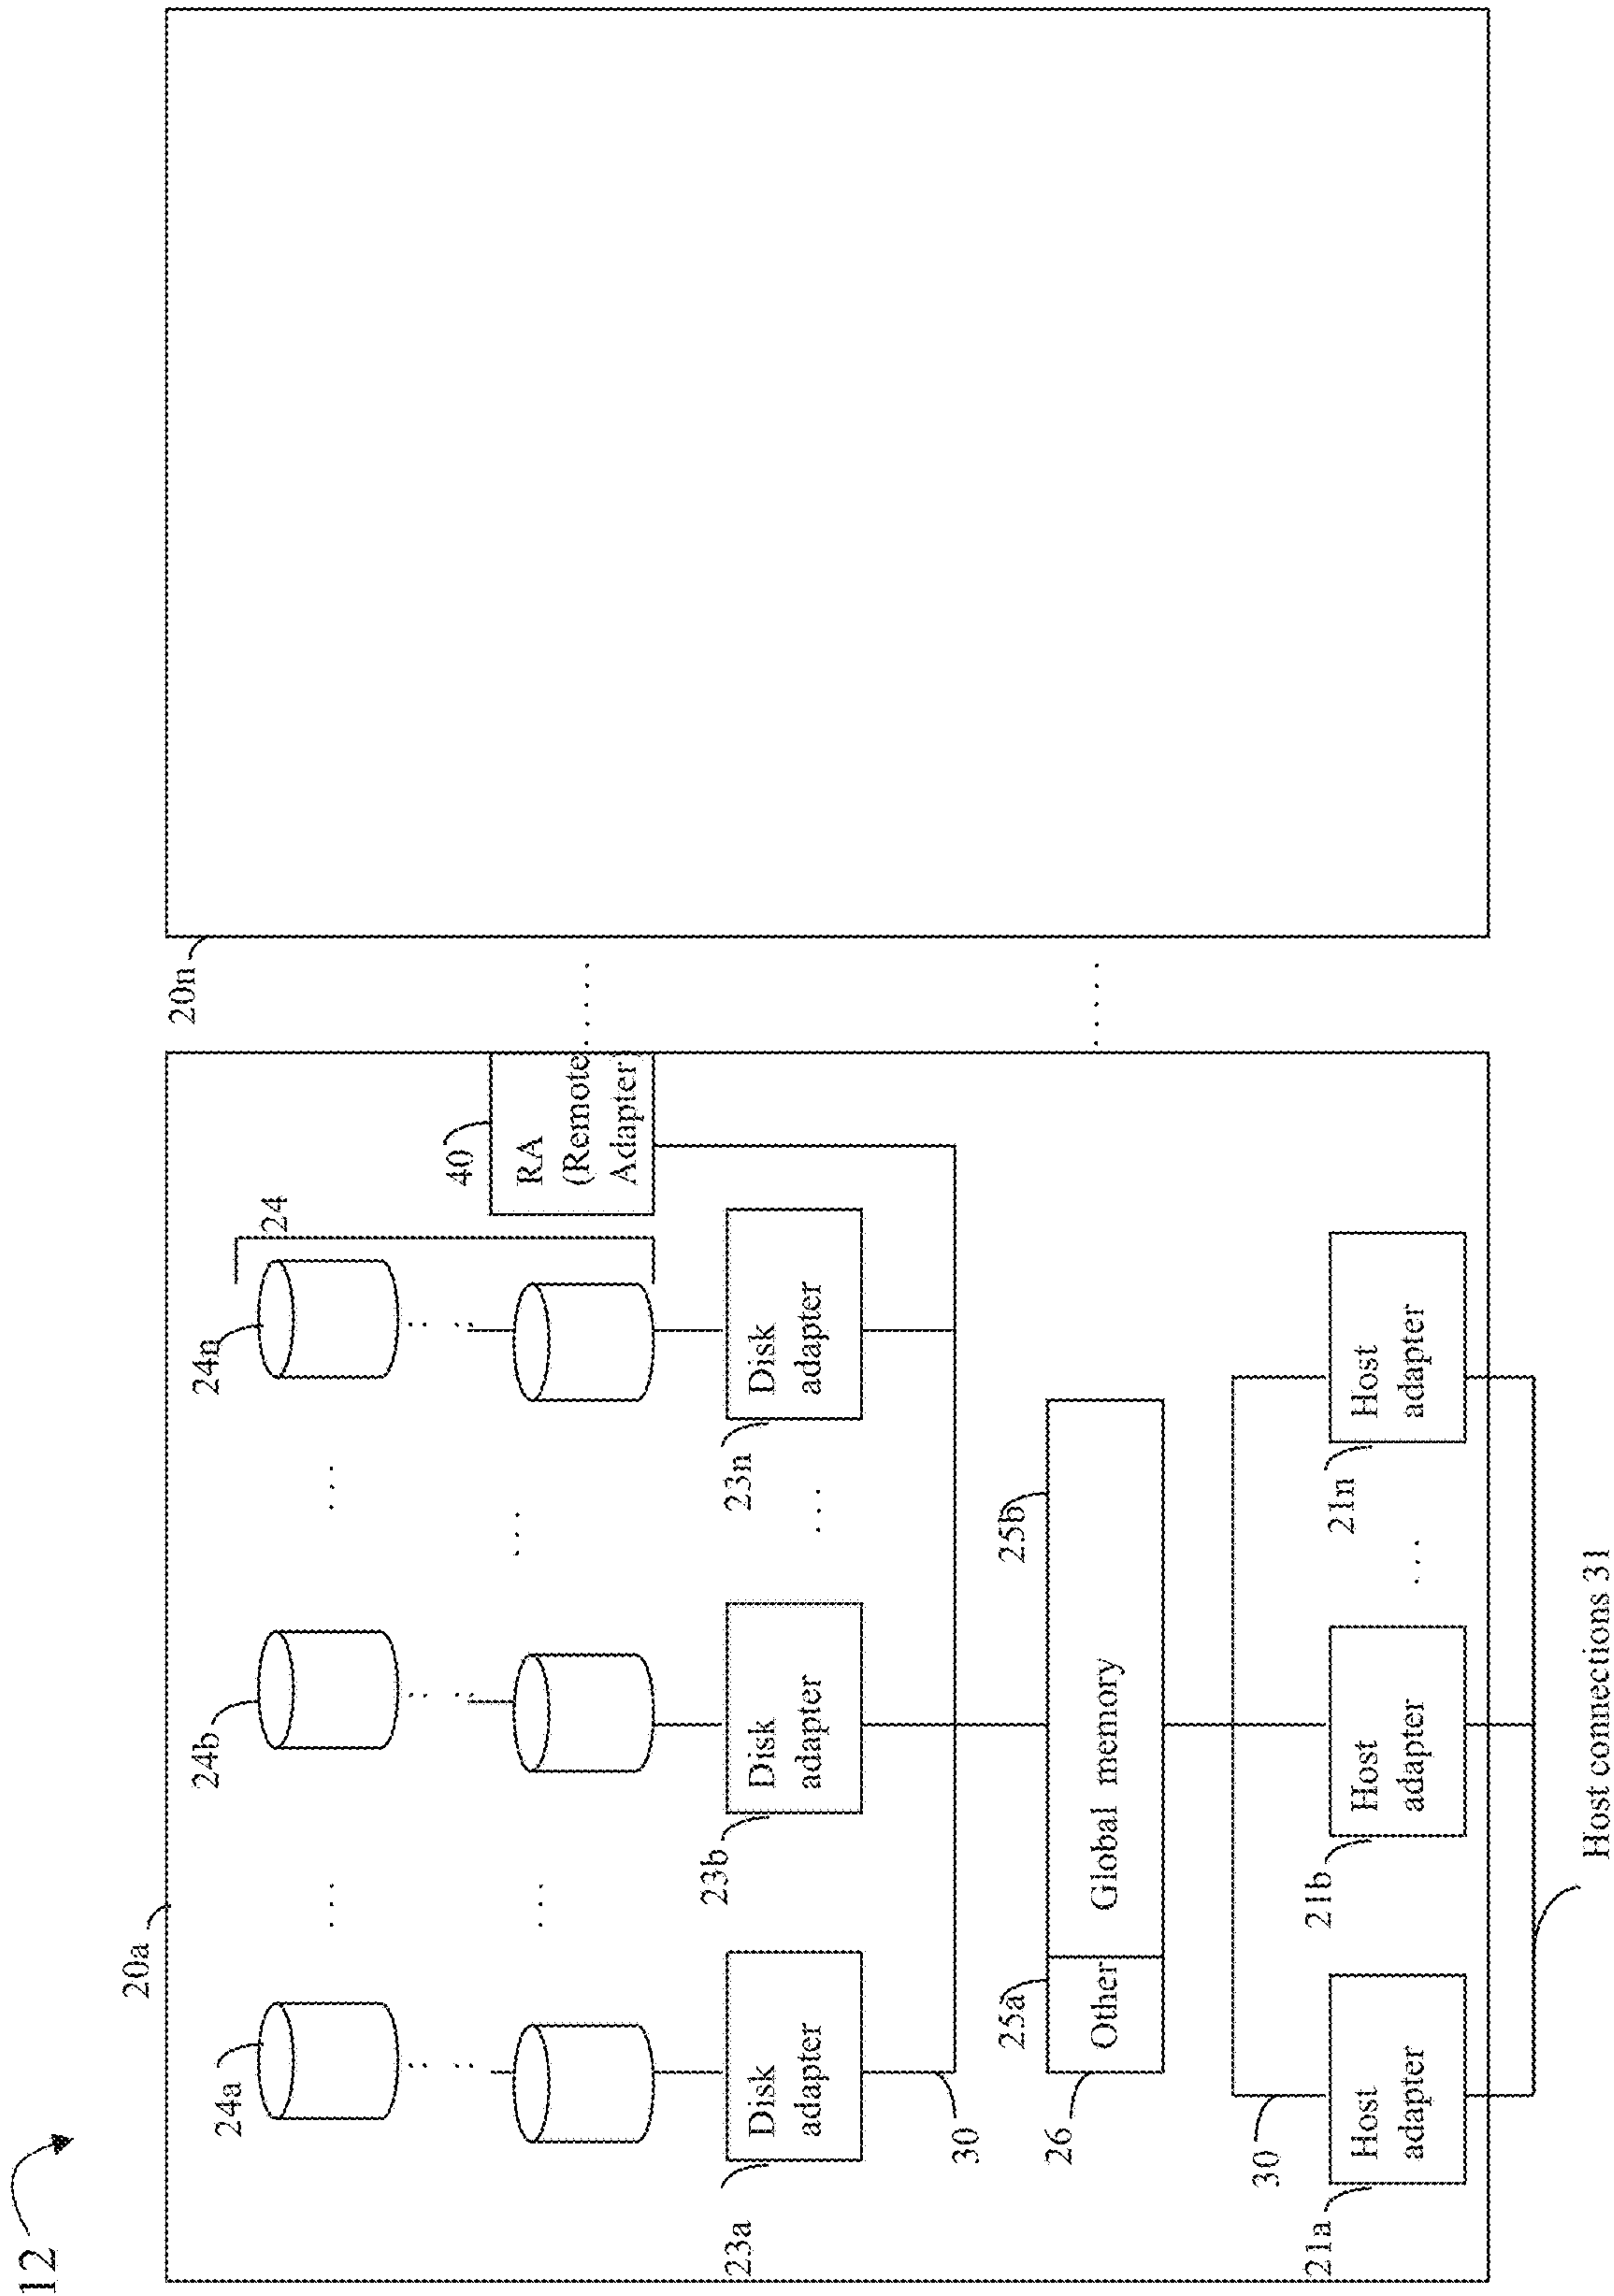 12
20a
20n
24a
24b
24n
24
40
RA
(Remote
Adapter)
23a
Disk
adapter
23b
Disk
adapter
23n
Disk
adapter
30
25a
25b
26
Other
Global memory
30
21a
Host
adapter
21b
Host
adapter
21n
Host
adapter
Host connections 31